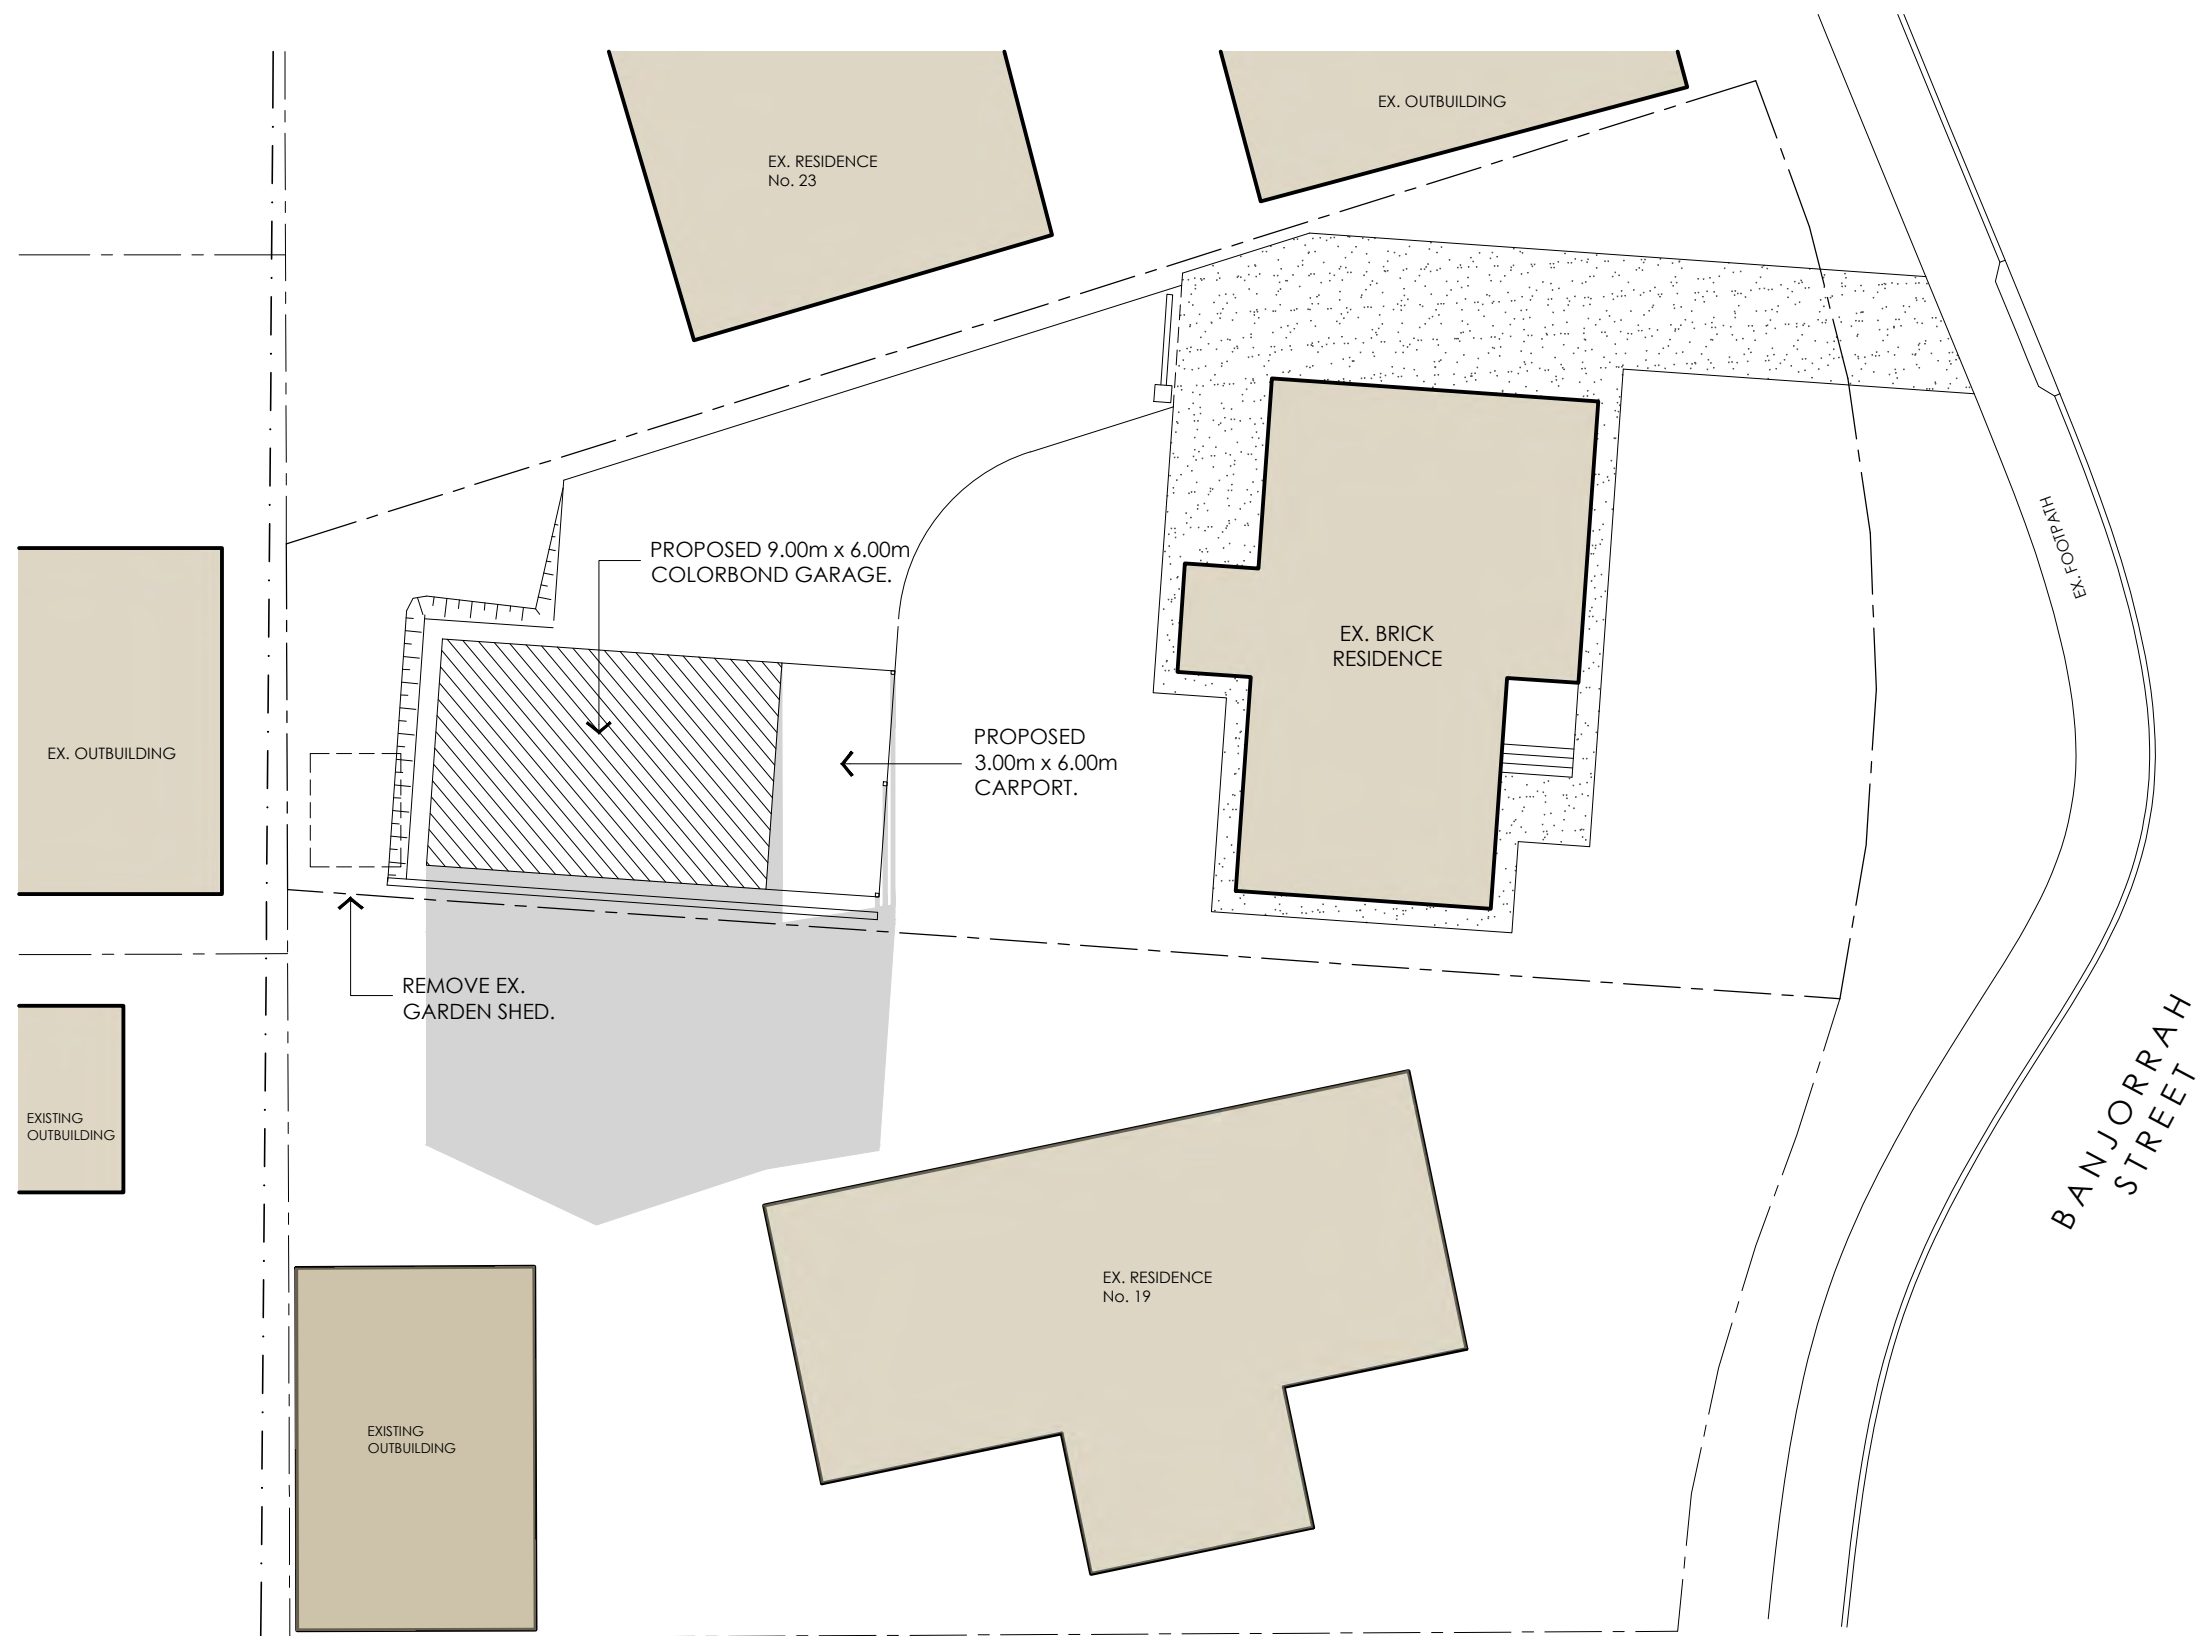 EX. OUTBUILDING
EX. RESIDENCE
No. 23
EX. FOOTPATH
PROPOSED 9.00m x 6.00m
COLORBOND GARAGE.
EX. BRICK
RESIDENCE
EX. OUTBUILDING
PROPOSED
3.00m x 6.00m
CARPORT.
REMOVE EX.
GARDEN SHED.
BANJORRAH
STREET
EXISTING
OUTBUILDING
EX. RESIDENCE
No. 19
EXISTING
OUTBUILDING